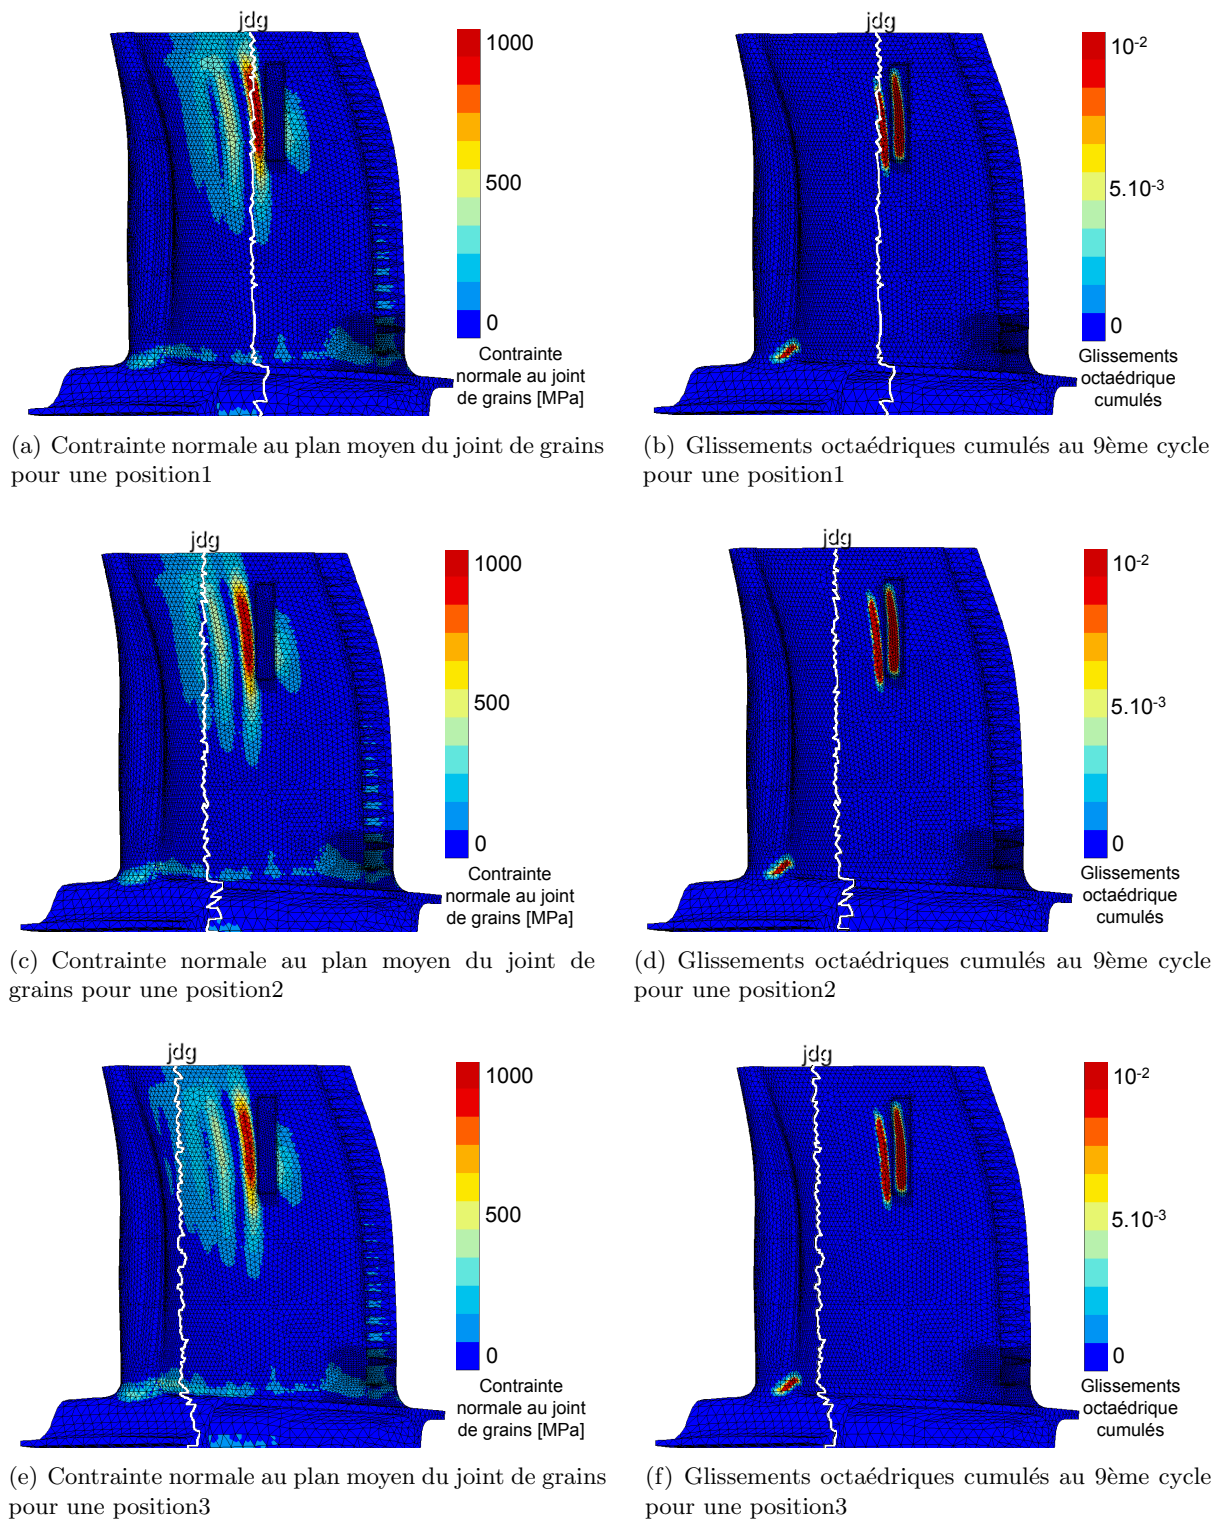 jdg
1000
500
0
Contrainte
normale au joint
de grains [MPa]
(a) Contrainte normale au plan moyen du joint de grains
pour une position1
jdg
10-2
5.10-3
0
Glissements
octaédrique
cumulés
(b) Glissements octaédriques cumulés au 9ème cycle
pour une position1
jdg
1000
500
0
Contrainte
normale au joint
de grains [MPa]
(c) Contrainte normale au plan moyen du joint de
grains pour une position2
jdg
10-2
5.10-3
0
Glissements
octaédrique
cumulés
(d) Glissements octaédriques cumulés au 9ème cycle
pour une position2
jdg
1000
500
0
Contrainte
normale au joint
de grains [MPa]
(e) Contrainte normale au plan moyen du joint de grains
pour une position3
jdg
10-2
5.10-3
0
Glissements
octaédrique
cumulés
(f) Glissements octaédriques cumulés au 9ème cycle
pour une position3